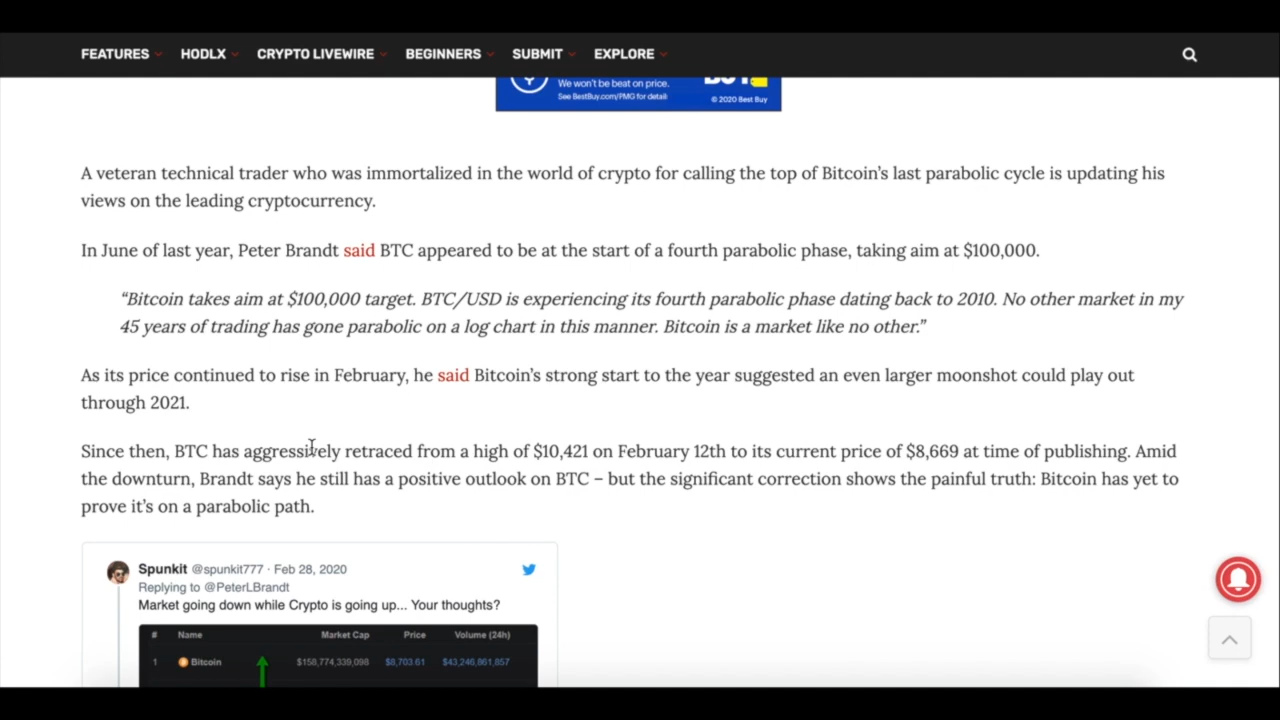 FEATURES HODLX CRYPTO LIVEWIRE BEGINNERS SUBMIT EXPLORE
We won't be beat on price.
See BestBuy.com/PMG for detail
© 2020 Best Buy
A veteran technical trader who was immortalized in the world of crypto for calling the top of Bitcoin's last parabolic cycle is updating his
views on the leading cryptocurrency.
In June of last year, Peter Brandt said BTC appeared to be at the start of a fourth parabolic phase, taking aim at $100,000.
“Bitcoin takes aim at $100,000 target. BTC/USD is experiencing its fourth parabolic phase dating back to 2010. No other market in my
45 years of trading has gone parabolic on a log chart in this manner. Bitcoin is a market like no other.”
As its price continued to rise in February, he said Bitcoin's strong start to the year suggested an even larger moonshot could play out
through 2021.
Since then, BTC has aggressively retraced from a high of $10,421 on February 12th to its current price of $8,669 at time of publishing. Amid
the downturn, Brandt says he still has a positive outlook on BTC – but the significant correction shows the painful truth: Bitcoin has yet to
prove it's on a parabolic path.
Spunkit @spunkit777 · Feb 28, 2020
Replying to @PeterLBrandt
Market going down while Crypto is going up... Your thoughts?
# Name Market Cap Price Volume (24h)
1 Bitcoin $158,774,339,098 $8,703.61 $43,246,861,857